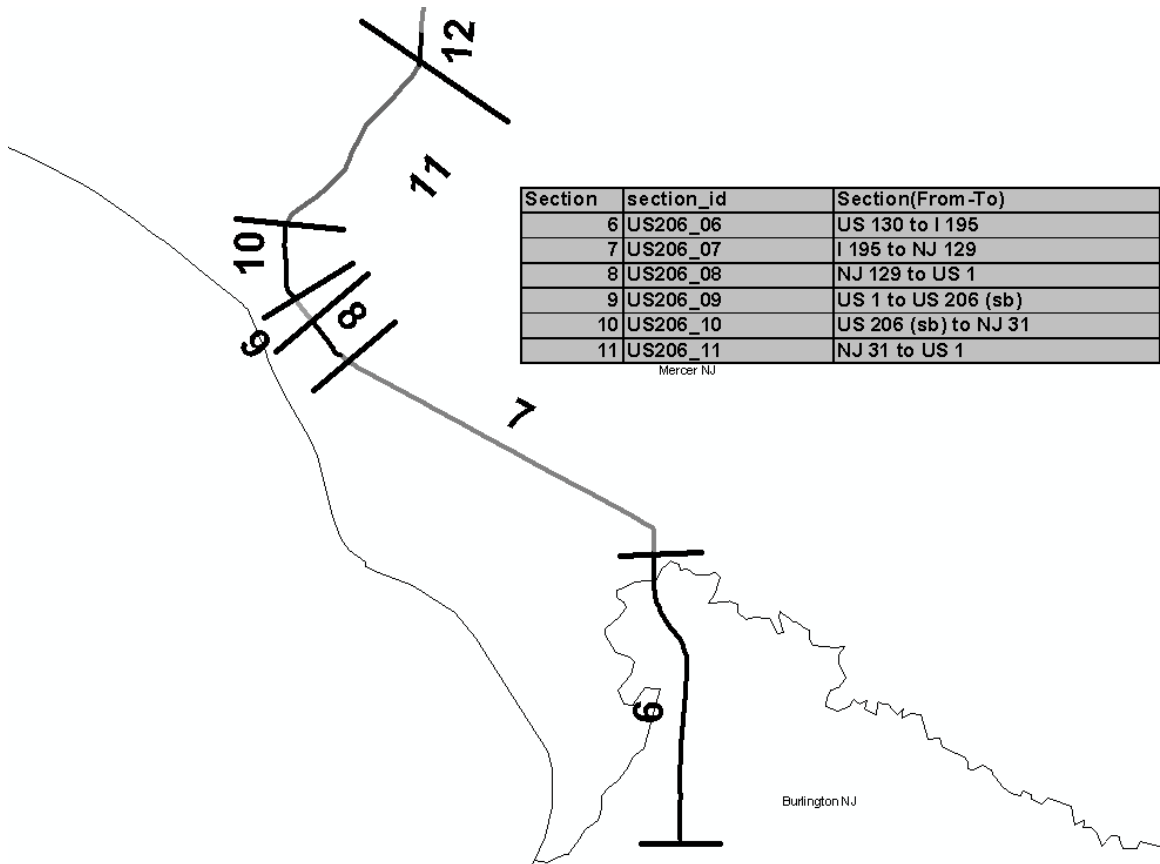 12
11
10
Section section_id Section(From-To)
6 US206_06 US 130 to I 195
7 US206_07 I 195 to NJ 129
8 US206_08 NJ 129 to US 1
9 US206_09 US 1 to US 206 (sb)
10 US206_10 US 206 (sb) to NJ 31
11 US206_11 NJ 31 to US 1
Mercer NJ
8
9
7
6
Burlington NJ